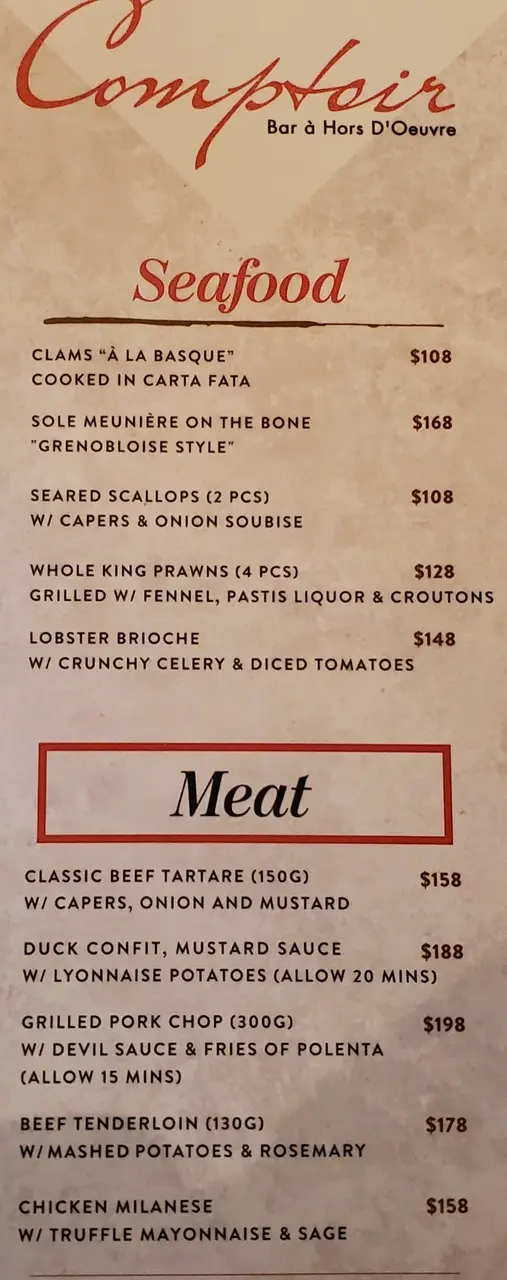 Comptoir
Bar à Hors D'Oeuvre
Seafood
CLAMS “À LA BASQUE” $108
COOKED IN CARTA FATA
SOLE MEUNIÈRE ON THE BONE $168
"GRENOBLOISE STYLE"
SEARED SCALLOPS (2 PCS) $108
W/ CAPERS & ONION SOUBISE
WHOLE KING PRAWNS (4 PCS) $128
GRILLED W/ FENNEL, PASTIS LIQUOR & CROUTONS
LOBSTER BRIOCHE $148
W/ CRUNCHY CELERY & DICED TOMATOES
Meat
CLASSIC BEEF TARTARE (150G) $158
W/ CAPERS, ONION AND MUSTARD
DUCK CONFIT, MUSTARD SAUCE $188
W/ LYONNAISE POTATOES (ALLOW 20 MINS)
GRILLED PORK CHOP (300G) $198
W/ DEVIL SAUCE & FRIES OF POLENTA
(ALLOW 15 MINS)
BEEF TENDERLOIN (130G) $178
W/ MASHED POTATOES & ROSEMARY
CHICKEN MILANESE $158
W/ TRUFFLE MAYONNAISE & SAGE